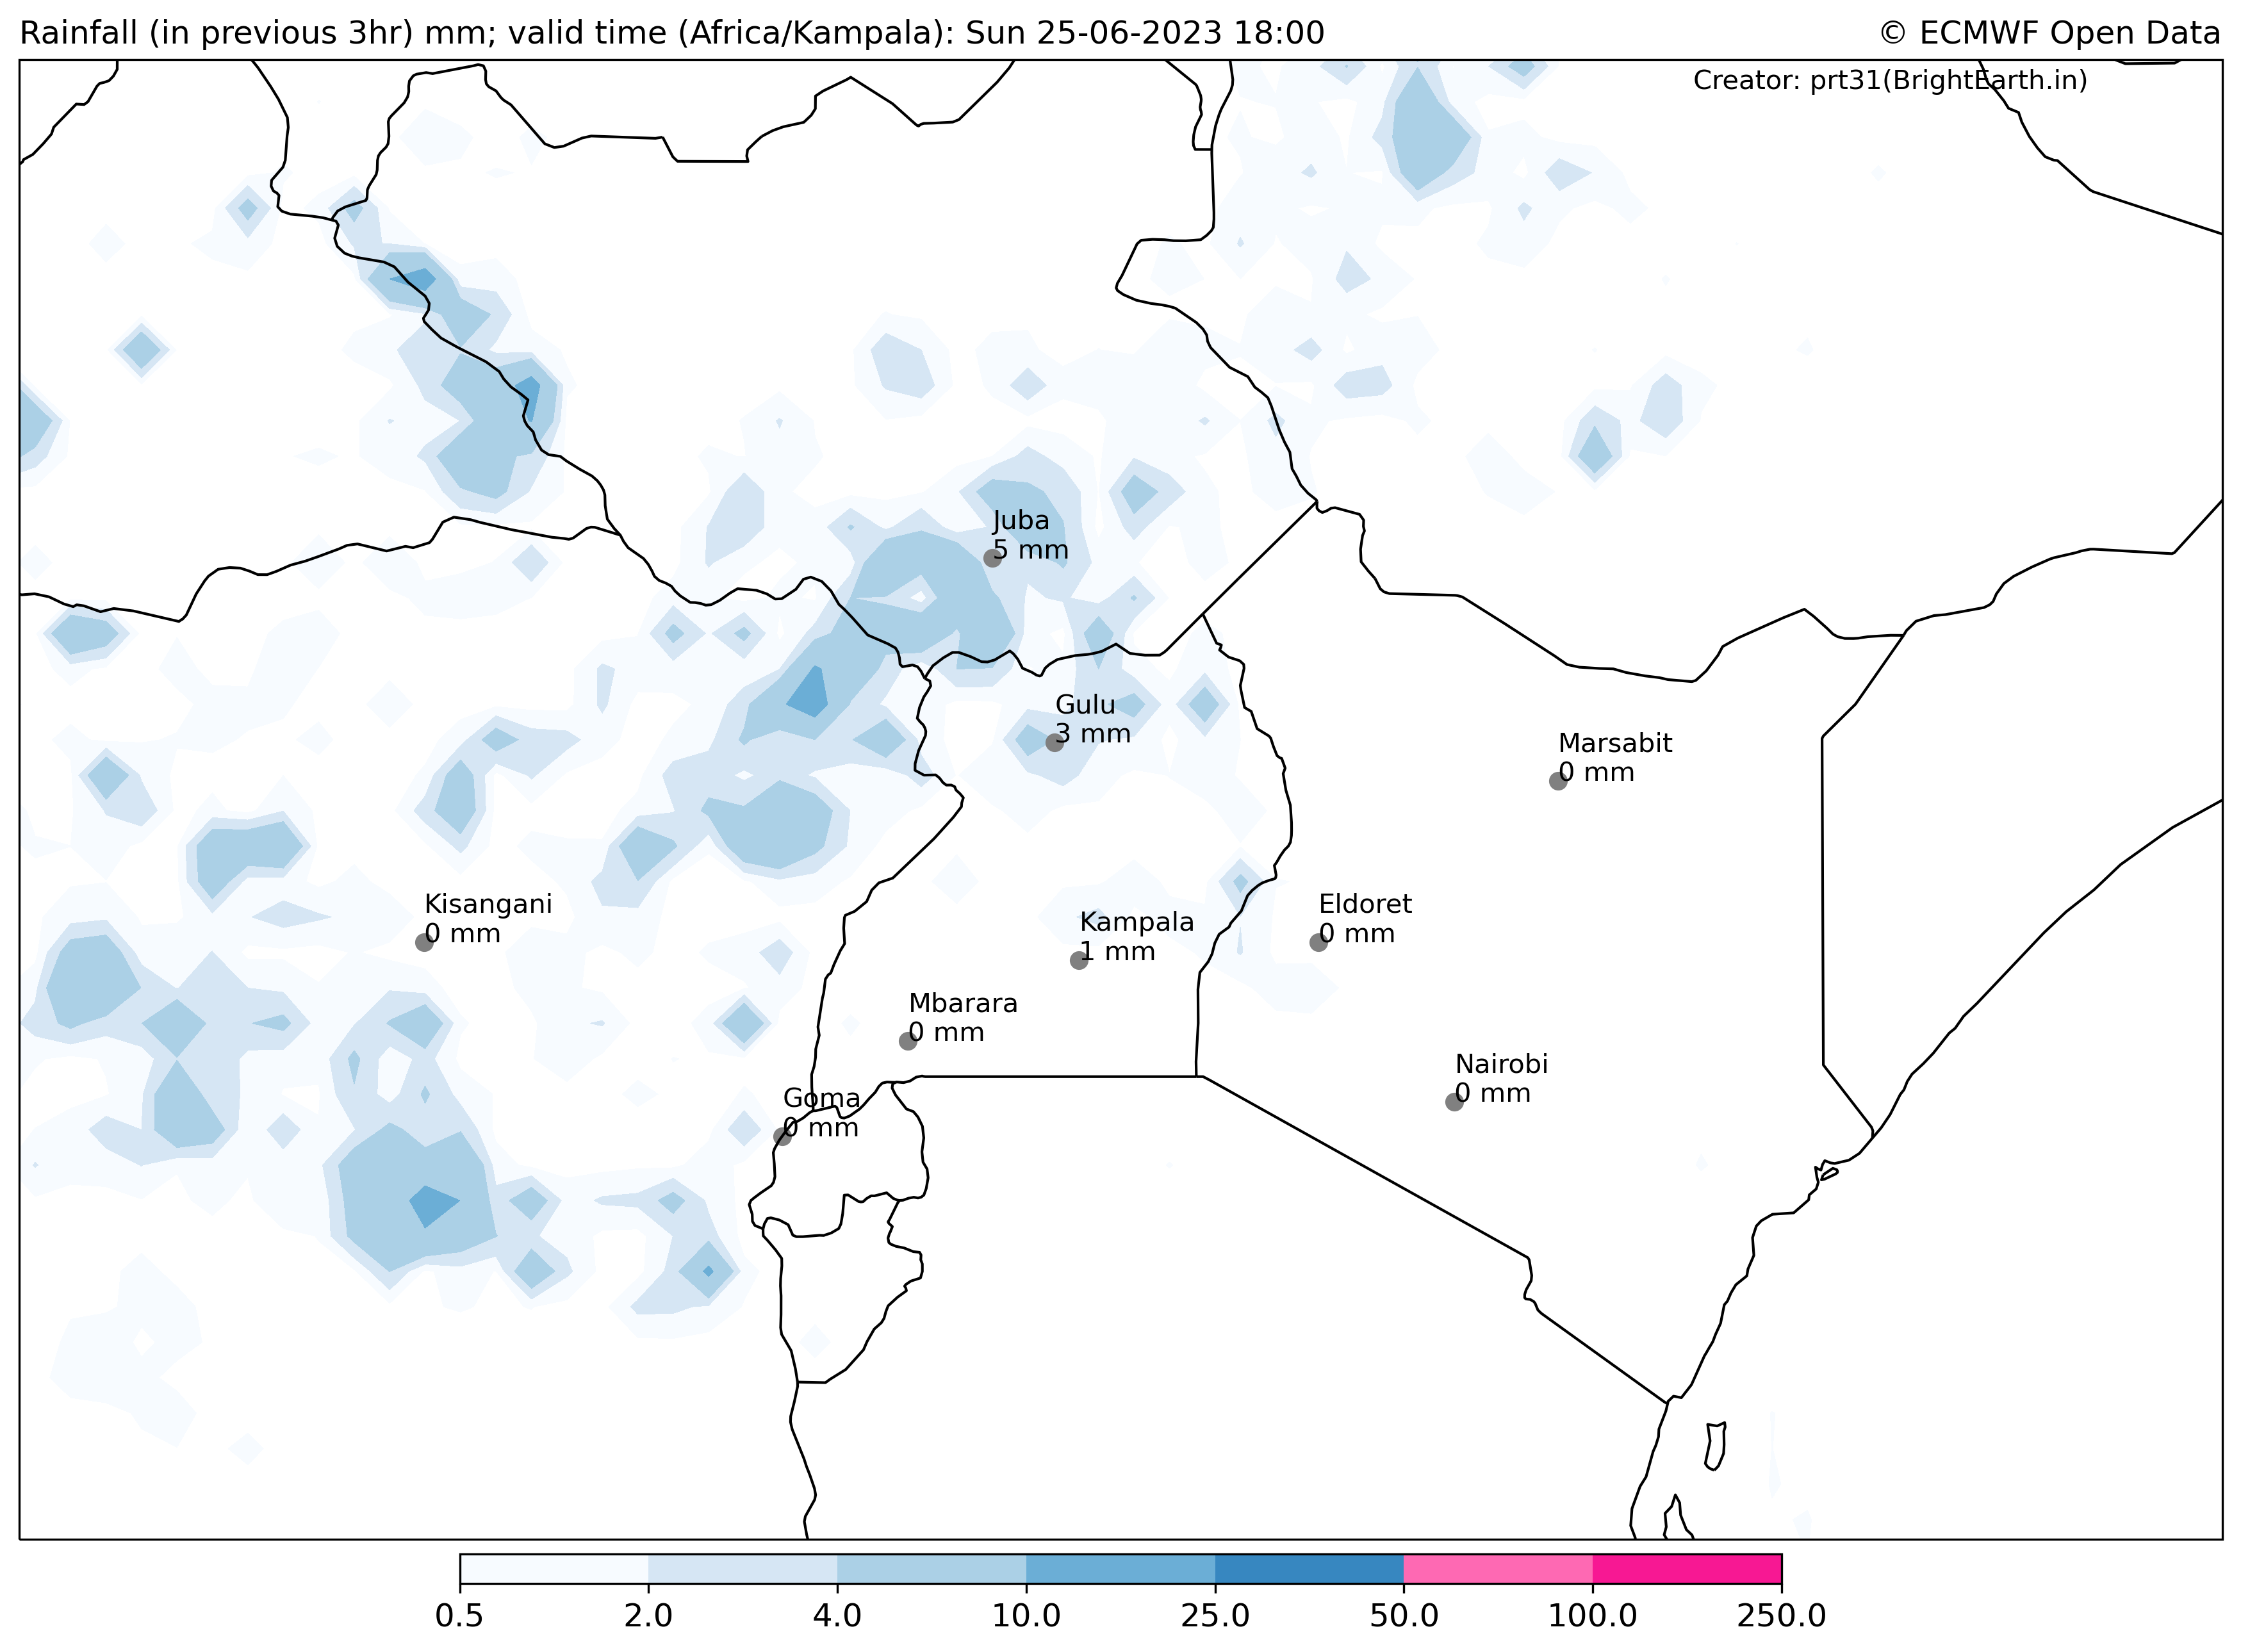 Rainfall (in previous 3hr) mm; valid time (Africa/Kampala): Sun 25-06-2023 18:00
© ECMWF Open Data
Creator: prt31(BrightEarth.in)
Juba
5 mm
Gulu
3 mm
Marsabit
0 mm
Kisangani
0 mm
Eldoret
0 mm
Kampala
1 mm
Mbarara
0 mm
Nairobi
0 mm
Goma
0 mm
0.5 2.0 4.0 10.0 25.0 50.0 100.0 250.0